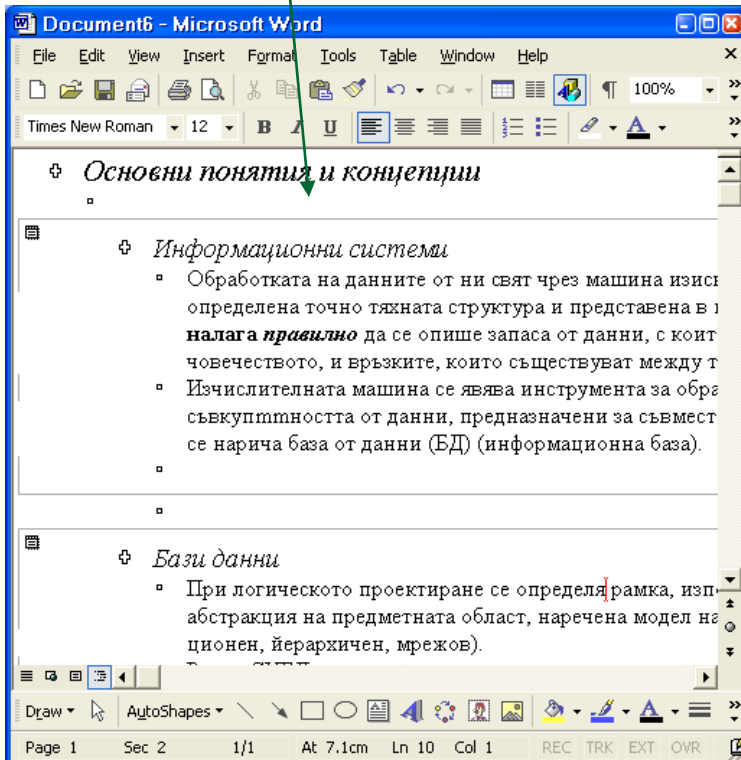 Document6 - Microsoft Word
File Edit View Insert Format Tools Table Window Help
100%
Times New Roman 12 B I U A
Основни понятия и концепции
Информационни системи
Обработката на данните от ни свят чрез машина изиск
определена точно тяхната структура и представена в
налага правилно да се опише запаса от данни, с коит
човечеството, и връзките, които съществуват между т
Изчислителната машина се явява инструмента за обра
съвкупттността от данни, предназначени за съвмест
се нарича база от данни (БД) (информационна база).
Бази данни
При логическото проектиране се определя рамка, изп
абстракция на предметната област, наречена модел на
ционен, йерархичен, мрежов).
Draw AutoShapes A
Page 1 Sec 2 1/1 At 7.1cm Ln 10 Col 1 REC TRK EXT OVR